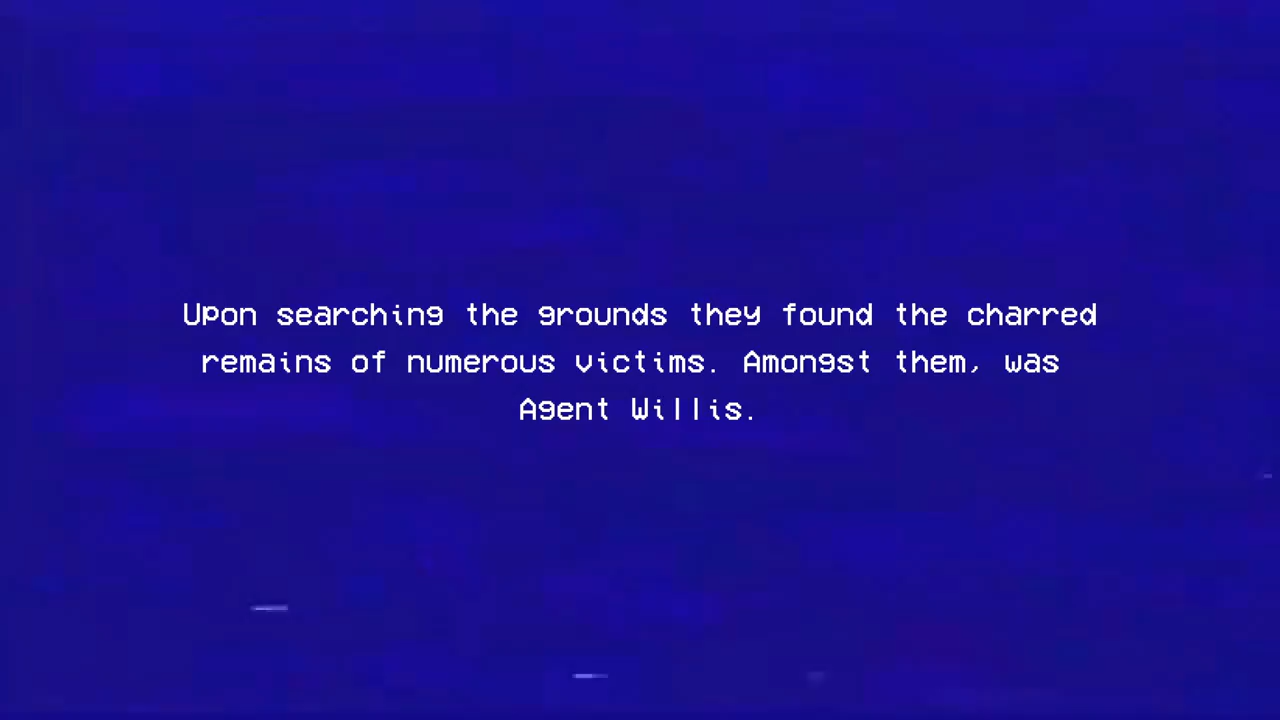 Upon searching the grounds they found the charred
remains of numerous victims. Amongst them, was
Agent Willis.